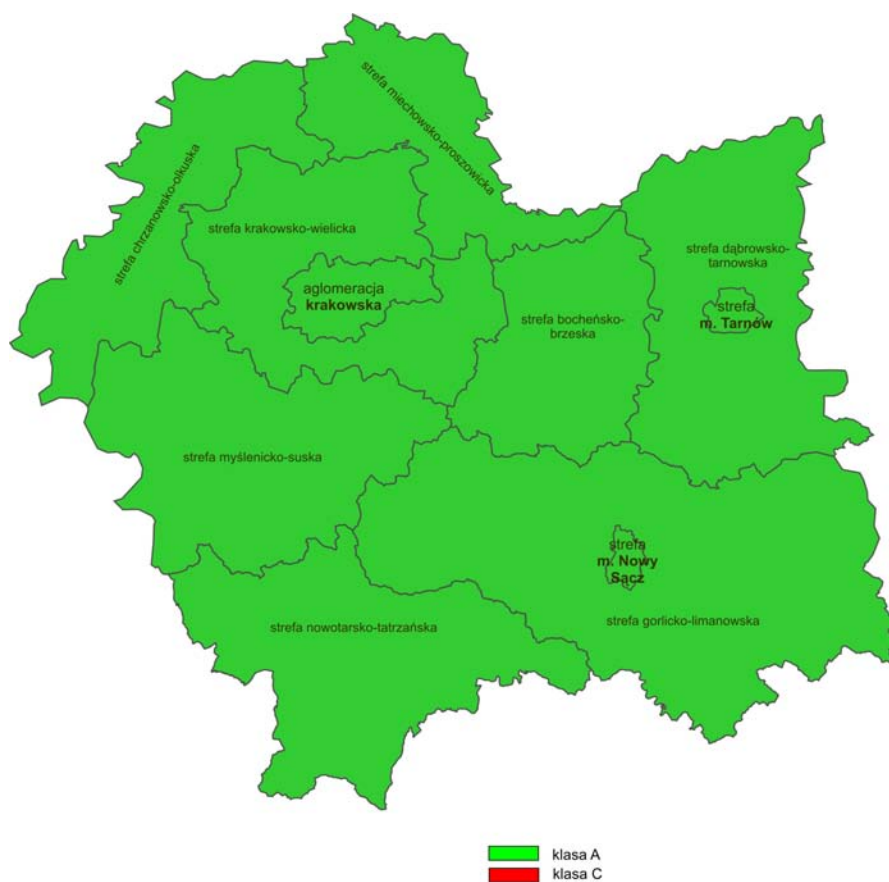 strefa miechowsko-proszowicka
strefa chrzanowsko-olkuska
strefa krakowsko-wielicka
strefa dąbrowsko-
tarnowska
aglomeracja
krakowska
strefa
m. Tarnów
strefa bocheńsko-
brzeska
strefa myślenicko-suska
strefa
m. Nowy
Sącz
strefa gorlicko-limanowska
strefa nowotarsko-tatrzańska
klasa A
klasa C